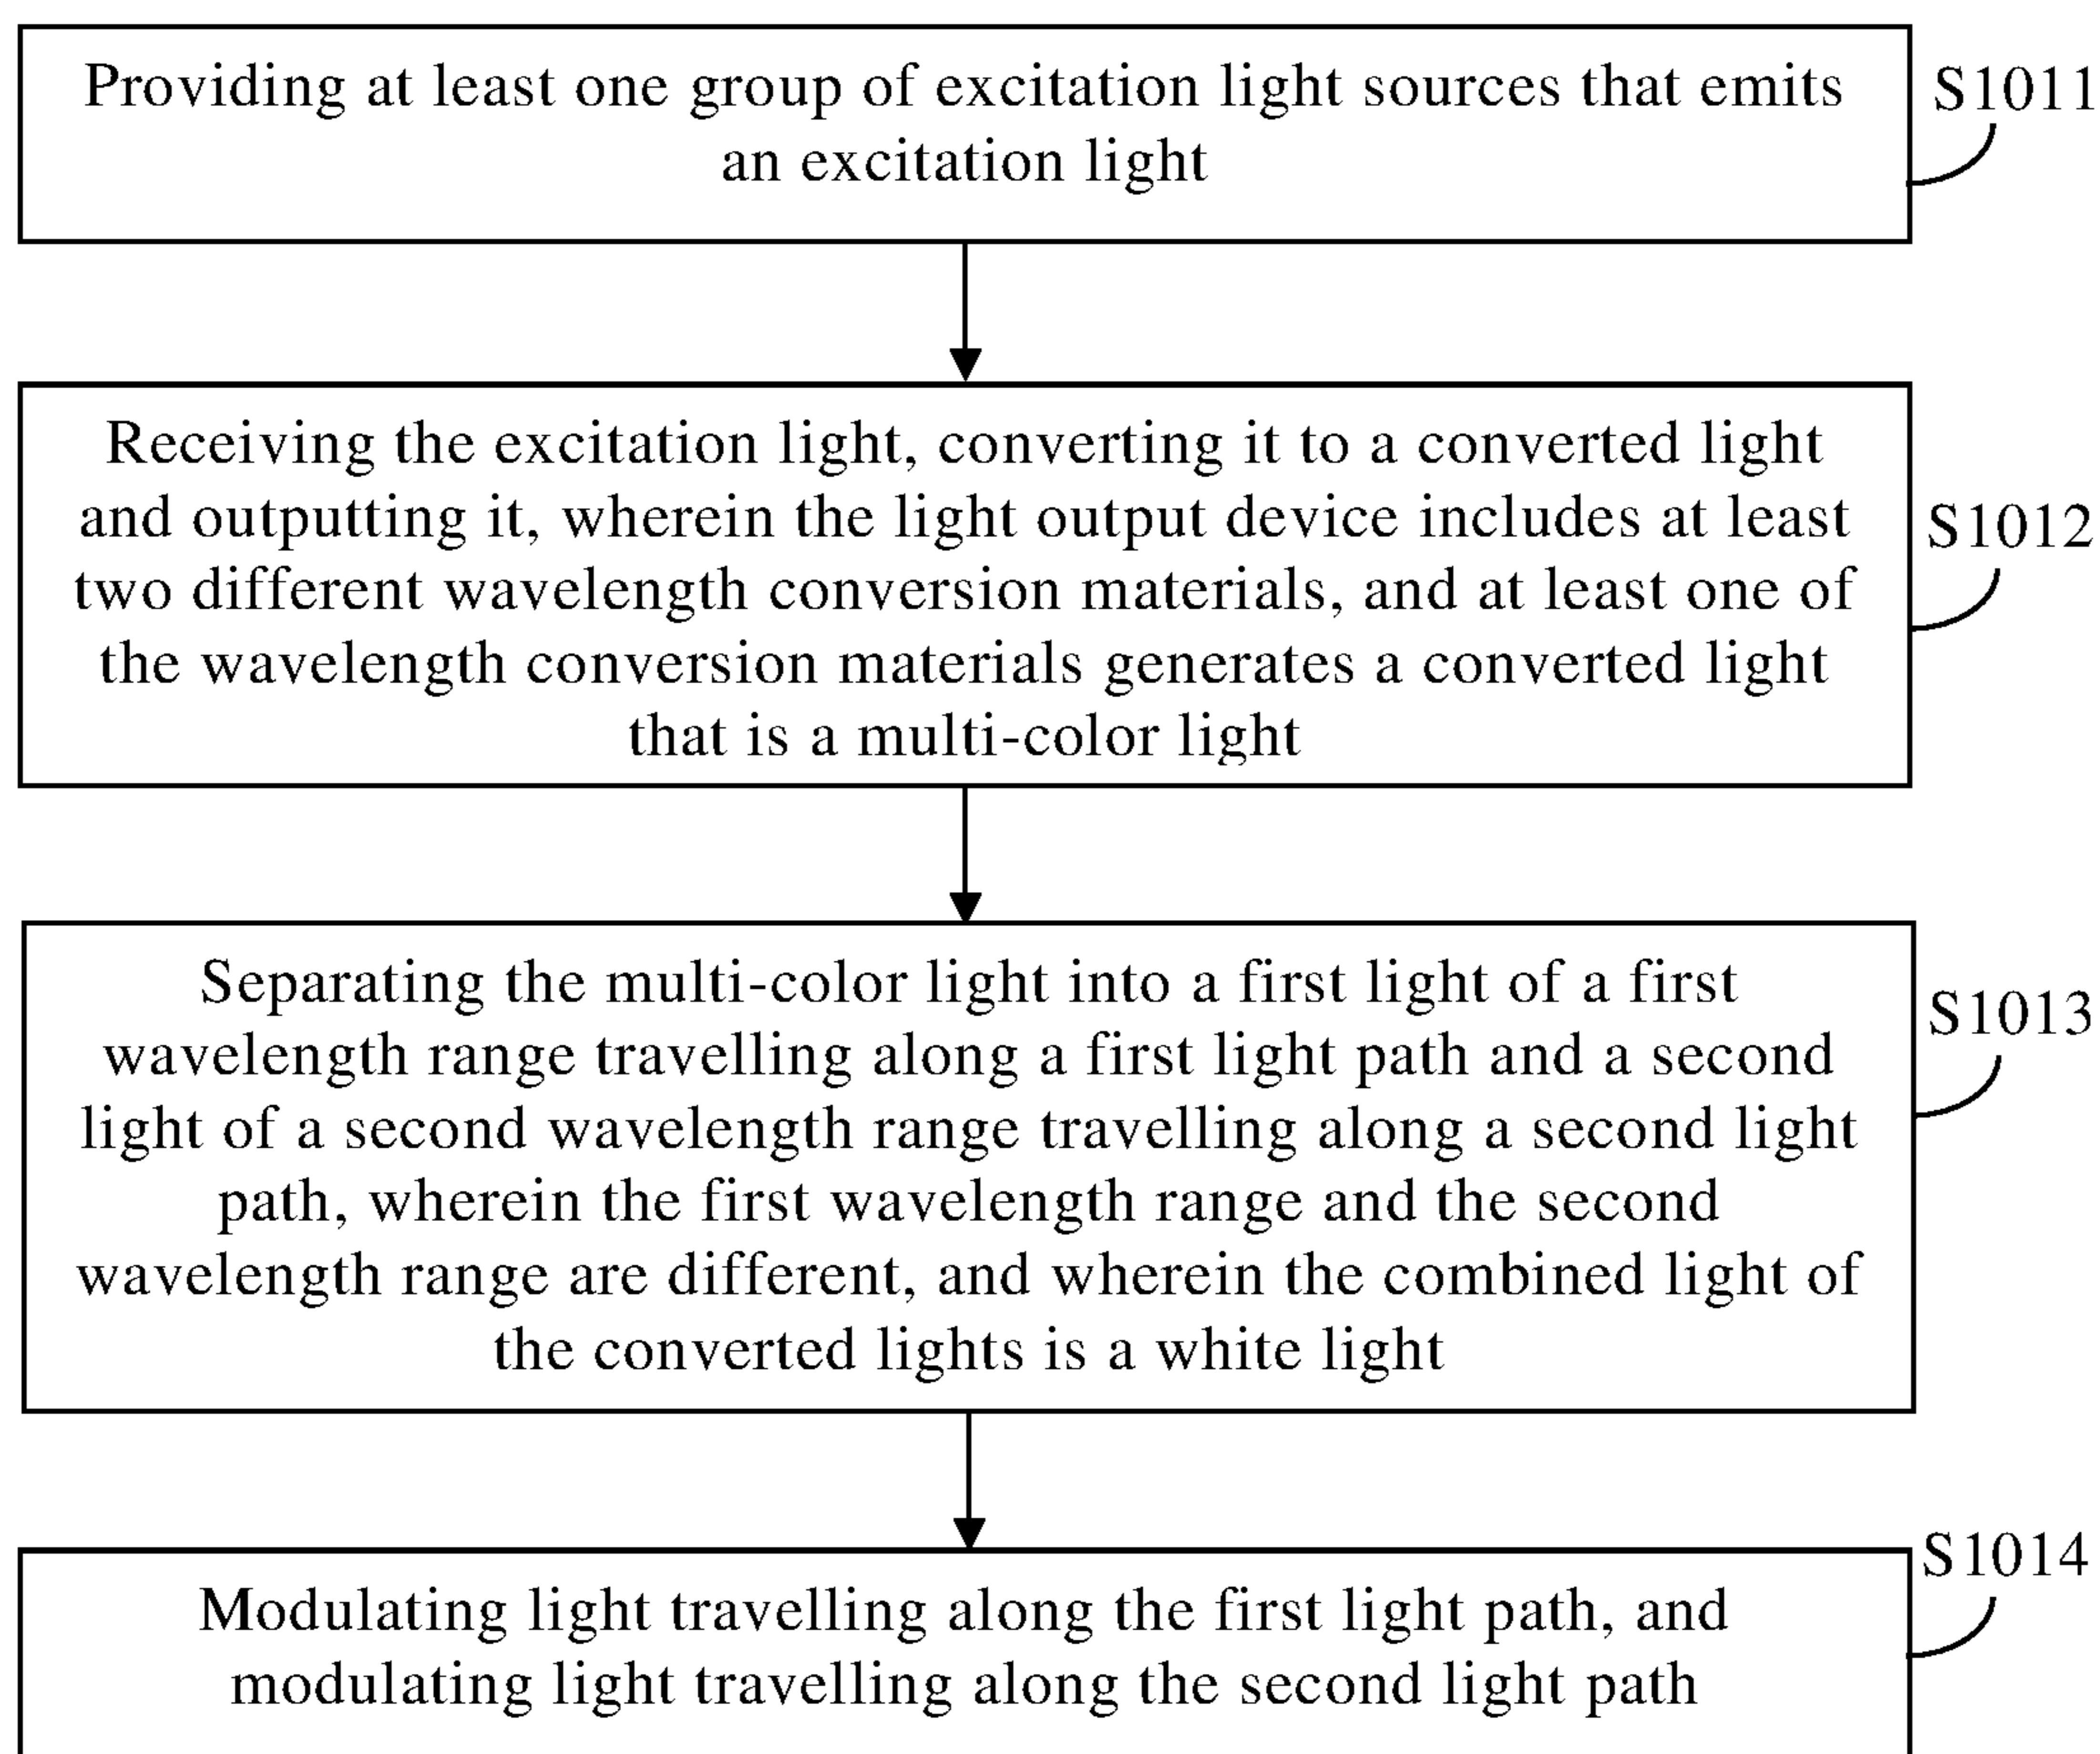 Providing at least one group of excitation light sources that emits
an excitation light
S1011
Receiving the excitation light, converting it to a converted light
and outputting it, wherein the light output device includes at least
two different wavelength conversion materials, and at least one of
the wavelength conversion materials generates a converted light
that is a multi-color light
S1012
Separating the multi-color light into a first light of a first
wavelength range travelling along a first light path and a second
light of a second wavelength range travelling along a second light
path, wherein the first wavelength range and the second
wavelength range are different, and wherein the combined light of
the converted lights is a white light
S1013
Modulating light travelling along the first light path, and
modulating light travelling along the second light path
S1014